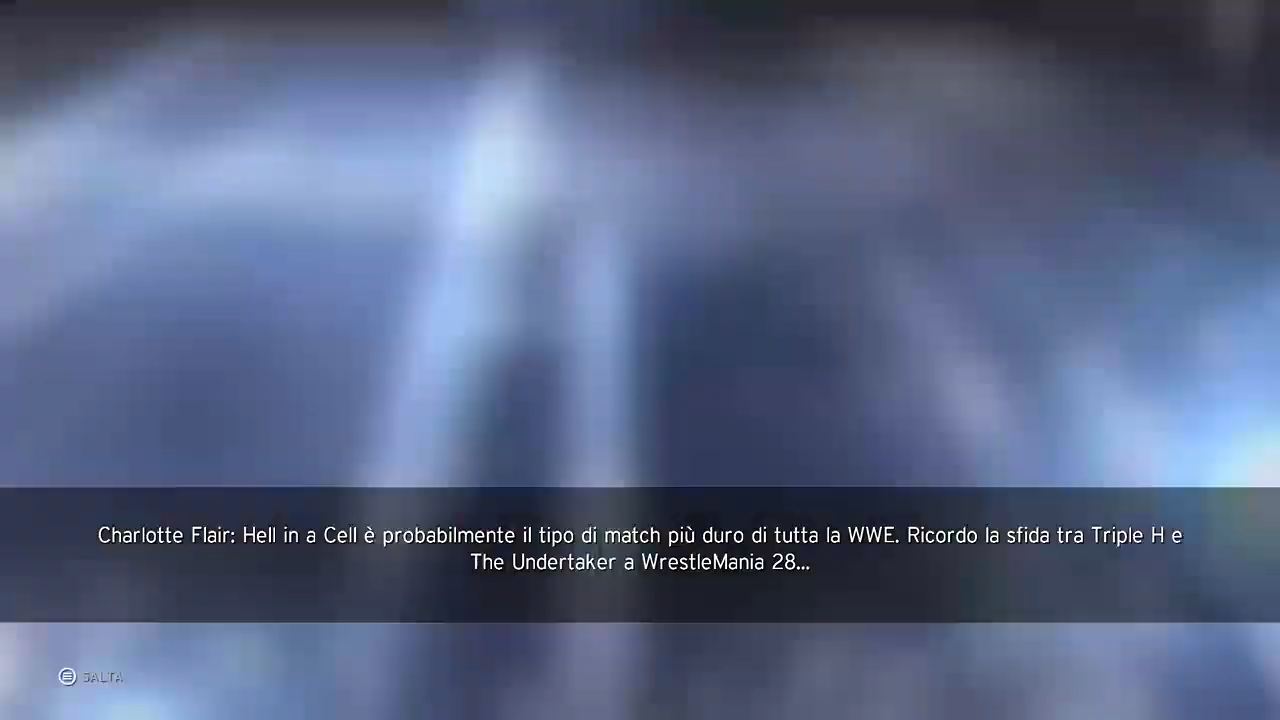 Charlotte Flair: Hell in a Cell è probabilmente il tipo di match più duro di tutta la WWE. Ricordo la sfida tra Triple H e
The Undertaker a WrestleMania 28...
SALTA